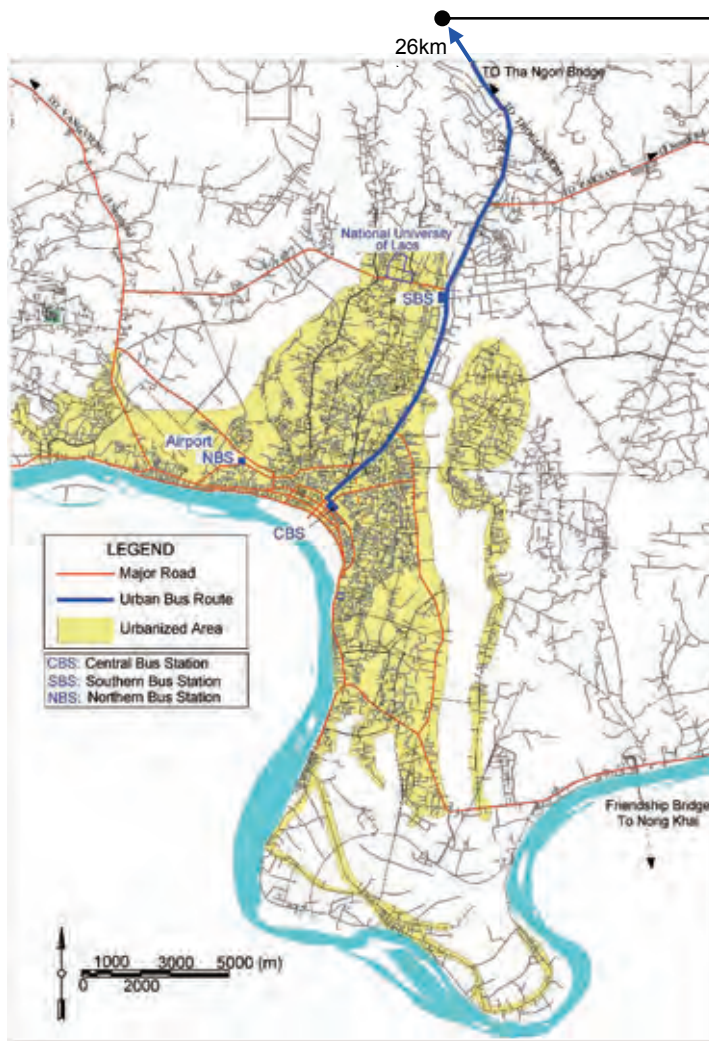 26km
TO Tha Ngon Bridge
National University
of Laos
SBS
Airport
NBS
CBS
LEGEND
Major Road
Urban Bus Route
Urbanized Area
CBS: Central Bus Station
SBS: Southern Bus Station
NBS: Northern Bus Station
Friendship Bridge
To Nong Khai
1000 3000 5000 (m)
0 2000